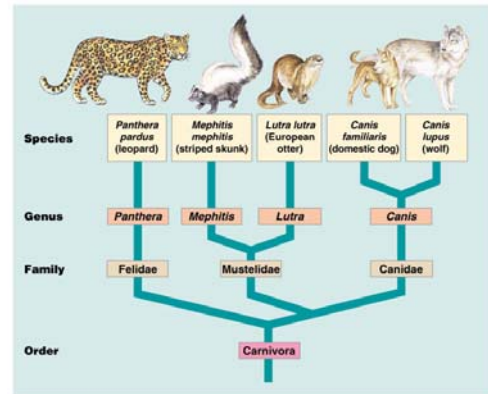 Species
Panthera
pardus
(leopard)
Mephitis
mephitis
(striped skunk)
Lutra lutra
(European
otter)
Canis
familiaris
(domestic dog)
Canis
lupus
(wolf)
Genus
Panthera
Mephitis
Lutra
Canis
Family
Felidae
Mustelidae
Canidae
Order
Carnivora